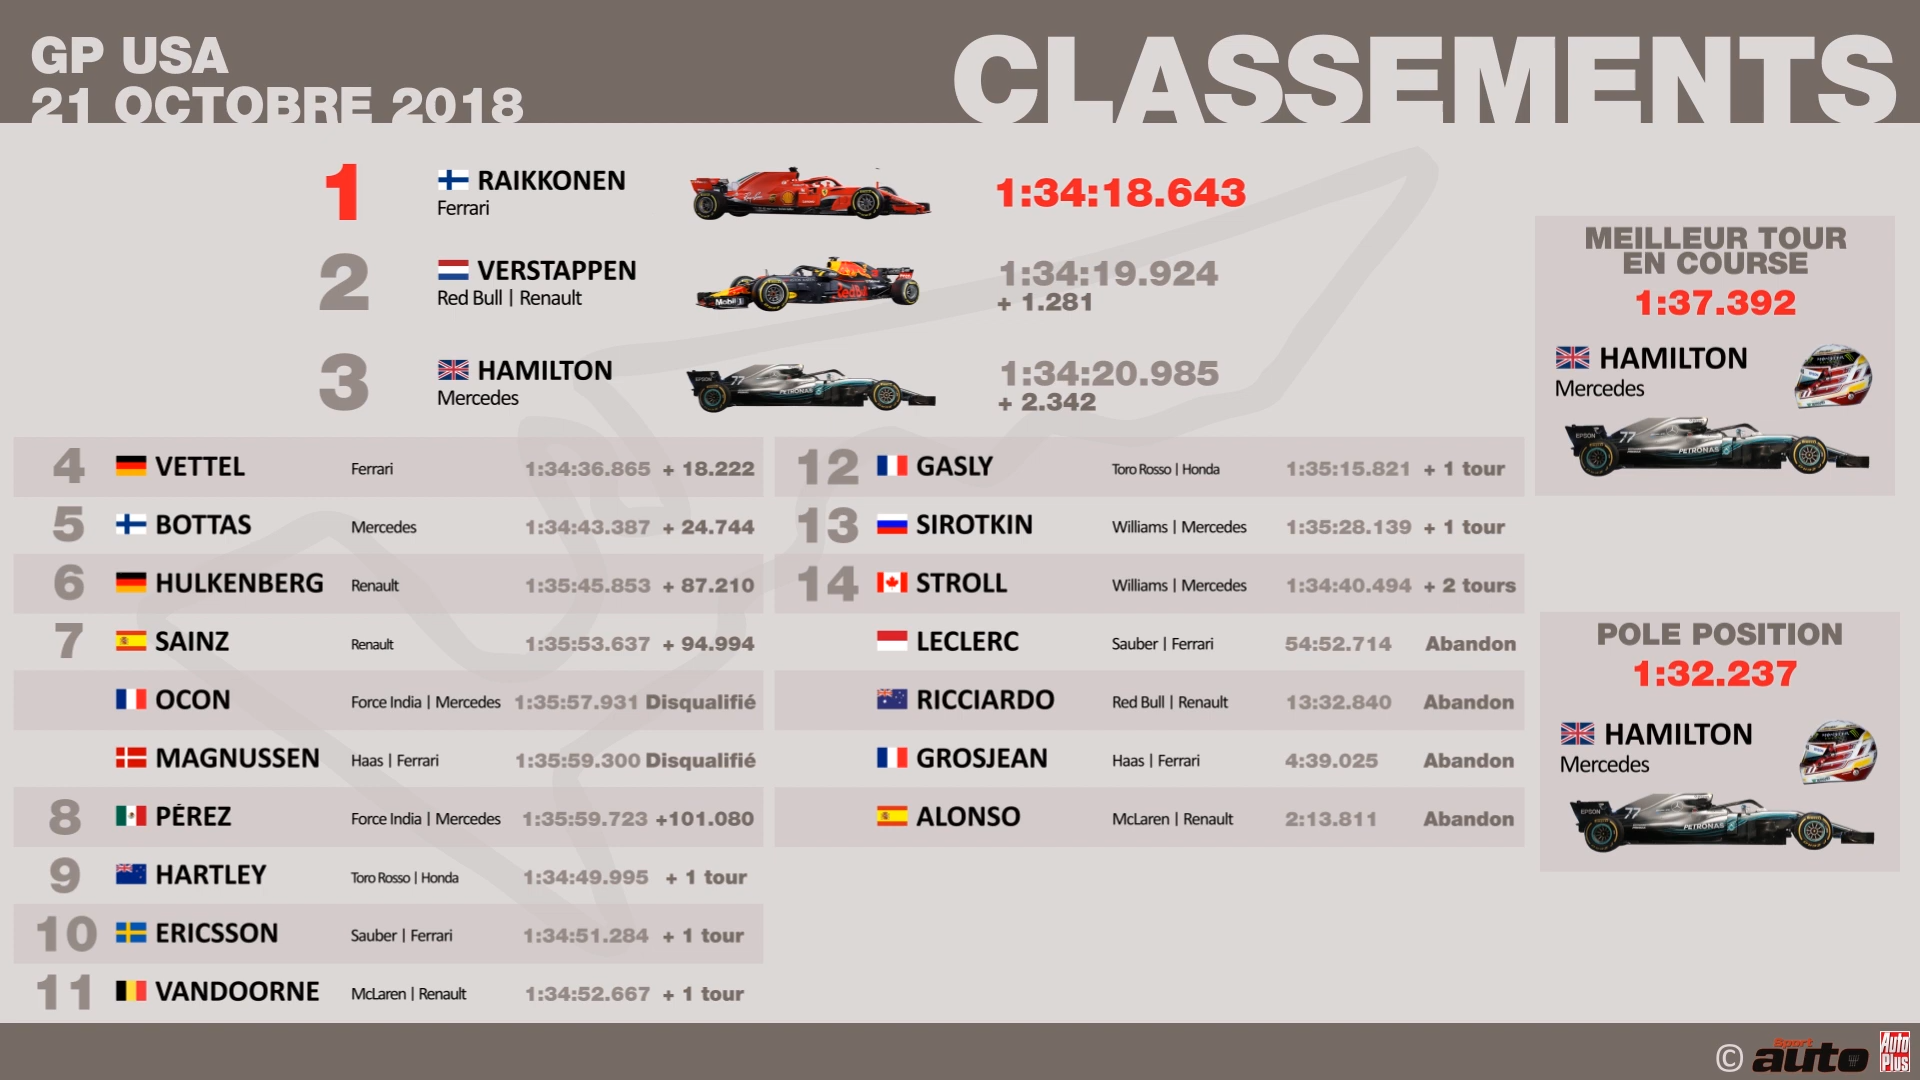 GP USA
21 OCTOBRE 2018
CLASSEMENTS
1 RAIKKONEN 1:34:18.643
Ferrari
2 VERSTAPPEN 1:34:19.924
Red Bull | Renault + 1.281
3 HAMILTON 1:34:20.985
Mercedes + 2.342
4 VETTEL Ferrari 1:34:36.865 + 18.222
5 BOTTAS Mercedes 1:34:43.387 + 24.744
6 HULKENBERG Renault 1:35:45.853 + 87.210
7 SAINZ Renault 1:35:53.637 + 94.994
OCON Force India | Mercedes 1:35:57.931 Disqualifié
MAGNUSSEN Haas | Ferrari 1:35:59.300 Disqualifié
8 PÉREZ Force India | Mercedes 1:35:59.723 +101.080
9 HARTLEY Toro Rosso | Honda 1:34:49.995 + 1 tour
10 ERICSSON Sauber | Ferrari 1:34:51.284 + 1 tour
11 VANDOORNE McLaren | Renault 1:34:52.667 + 1 tour
12 GASLY Toro Rosso | Honda 1:35:15.821 + 1 tour
13 SIROTKIN Williams | Mercedes 1:35:28.139 + 1 tour
14 STROLL Williams | Mercedes 1:34:40.494 + 2 tours
LECLERC Sauber | Ferrari 54:52.714 Abandon
RICCIARDO Red Bull | Renault 13:32.840 Abandon
GROSJEAN Haas | Ferrari 4:39.025 Abandon
ALONSO McLaren | Renault 2:13.811 Abandon
MEILLEUR TOUR
EN COURSE
1:37.392
HAMILTON
Mercedes
EPSON 77 PETRONAS
POLE POSITION
1:32.237
HAMILTON
Mercedes
EPSON 77 PETRONAS
© Sport auto Auto Plus